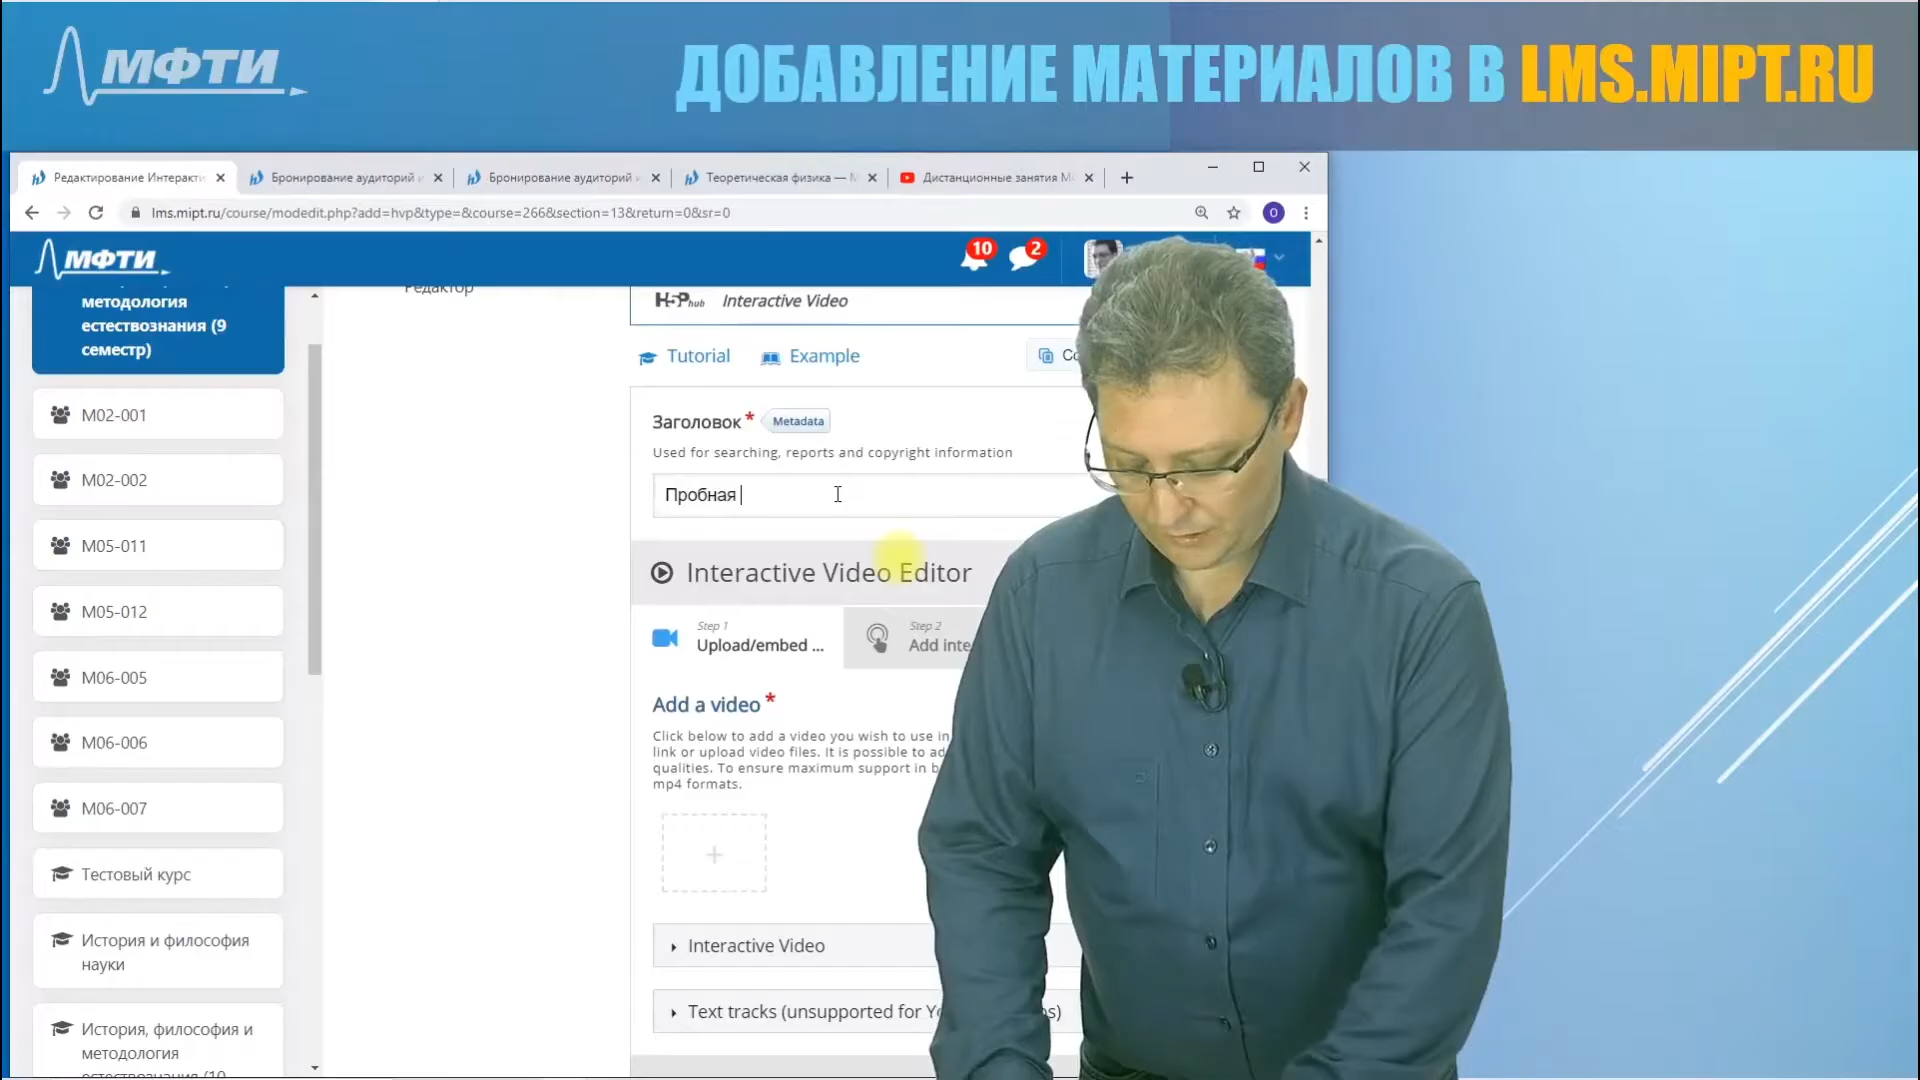 МФТИ
ДОБАВЛЕНИЕ МАТЕРИАЛОВ В LMS.MIPT.RU
Редактирование Интеракти
Бронирование аудиторий и
Бронирование аудиторий и
Теоретическая физика — М
Дистанционные занятия М
lms.mipt.ru/course/modedit.php?add=hvp&type=&course=266&section=13&return=0&sr=0
О
МФТИ
10
2
методология
естествознания (9
семестр)
M02-001
M02-002
M05-011
M05-012
M06-005
M06-006
M06-007
Тестовый курс
История и философия
науки
История, философия и
методология
естествознания (10
Редактор
H5P hub Interactive Video
Tutorial
Example
Заголовок *
Metadata
Used for searching, reports and copyright information
Пробная
Interactive Video Editor
Step 1
Upload/embed ...
Step 2
Add inte
Add a video *
Click below to add a video you wish to use in
link or upload video files. It is possible to ad
qualities. To ensure maximum support in b
mp4 formats.
Interactive Video
Text tracks (unsupported for